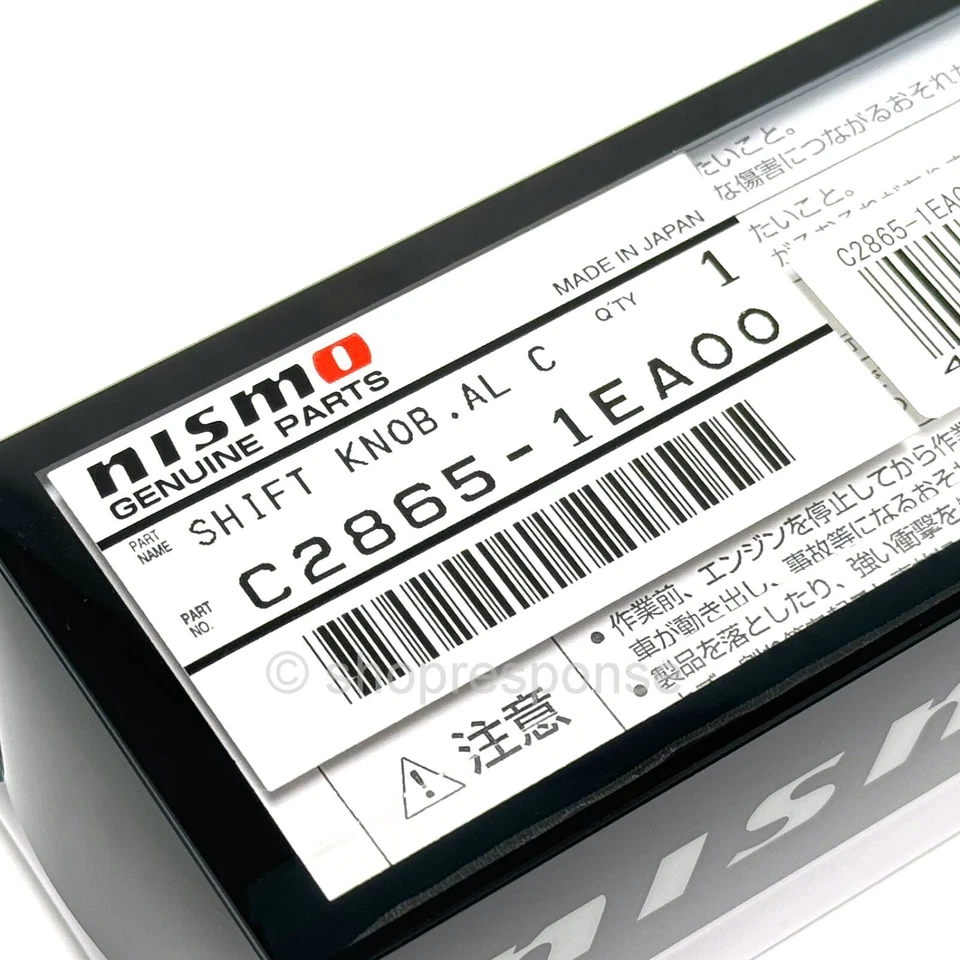 たいこと。
な傷害につながるおそれ
たいこと。
C2865-1EA0
nismo
GENUINE PARTS
MADE IN JAPAN
PART NAME
SHIFT KNOB.AL C
Q'TY
1
PART NO.
C2865-1EA00
© shopresponse
注意
• 作業前、エンジンを停止してから作
車が動き出し、事故等になるおそ
• 製品を落としたり、強い衝撃を
nism